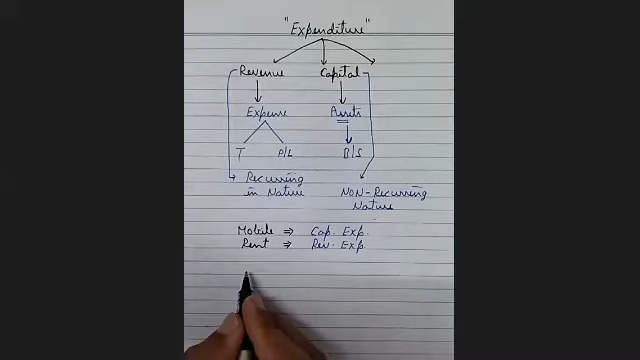 "Expenditure"
Revenue Capital
Expense Assets
T P/L B/S
Recurring in Nature
NON-Recurring Nature
Mobile ⇒ Cap. Exp.
Rent ⇒ Rev. Exp.